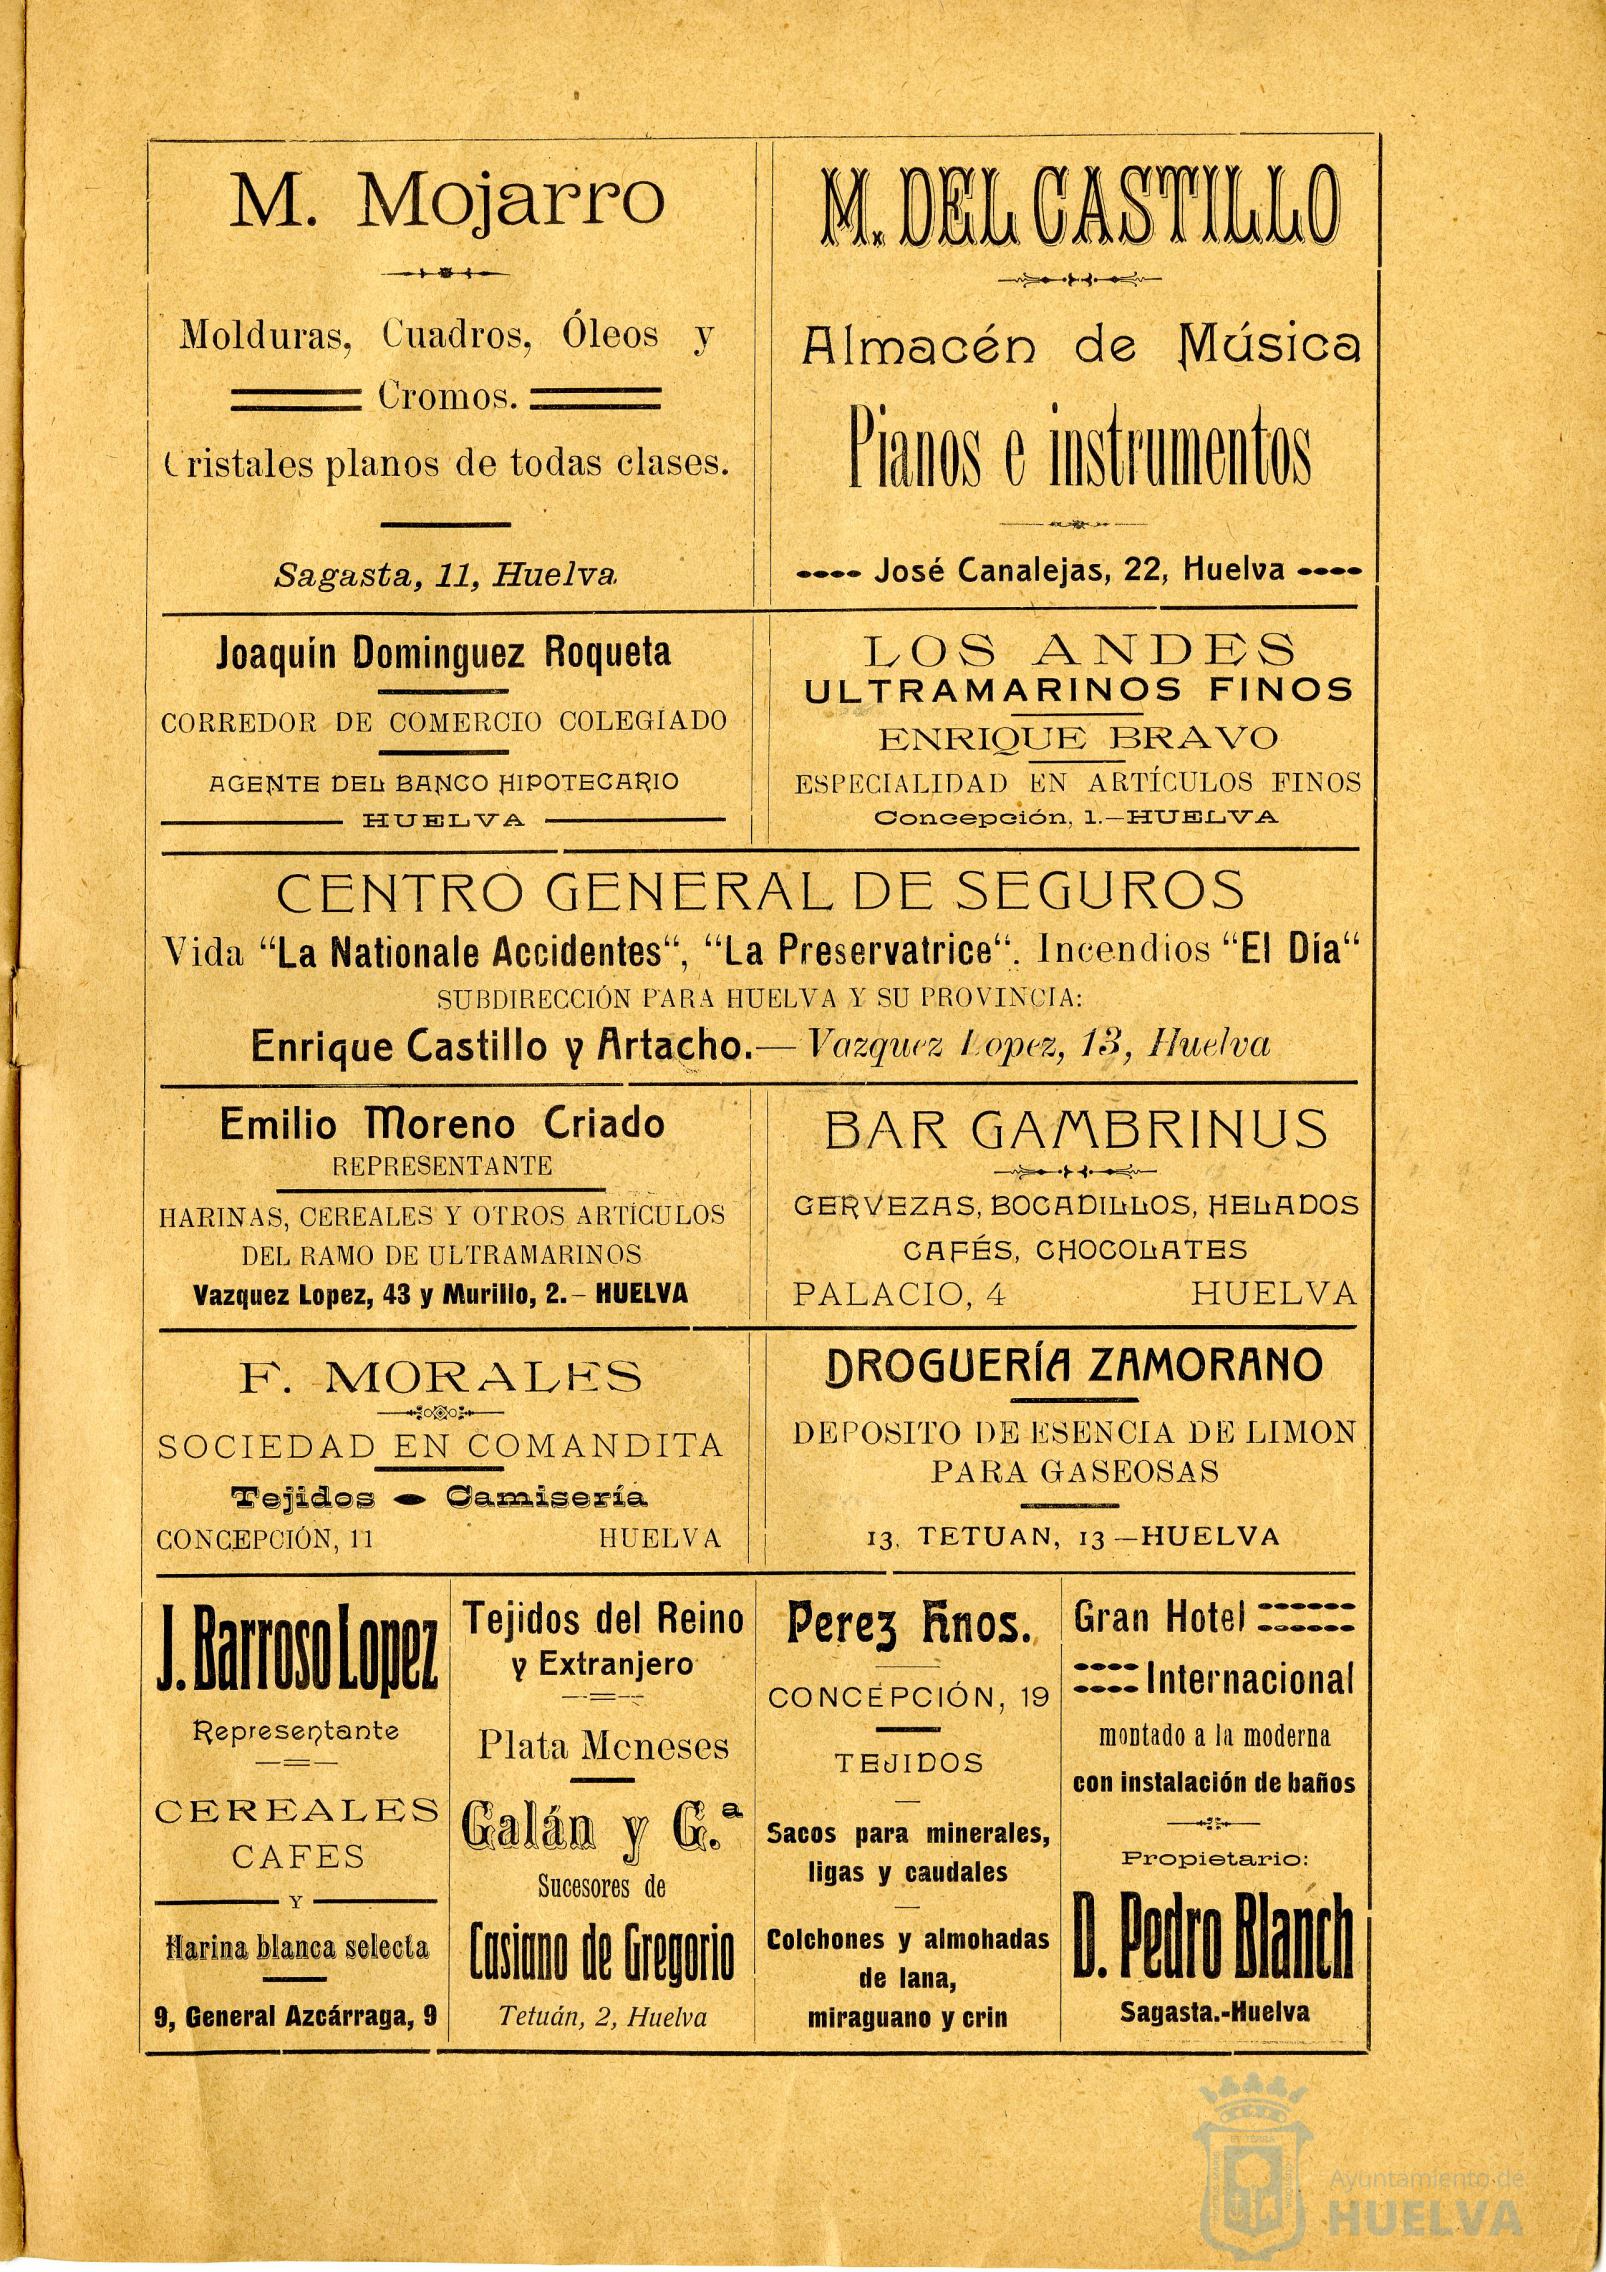 M. Mojarro
Molduras, Cuadros, Óleos y
Cromos.
Cristales planos de todas clases.
Sagasta, 11, Huelva.
M. DEL CASTILLO
Almacén de Música
Pianos e instrumentos
José Canalejas, 22, Huelva
Joaquín Dominguez Roqueta
CORREDOR DE COMERCIO COLEGIADO
AGENTE DEL BANCO HIPOTECARIO
HUELVA
LOS ANDES
ULTRAMARINOS FINOS
ENRIQUE BRAVO
ESPECIALIDAD EN ARTÍCULOS FINOS
Concepción, 1.—HUELVA
CENTRO GENERAL DE SEGUROS
Vida “La Nationale Accidentes“, “La Preservatrice“. Incendios “El Día“
SUBDIRECCIÓN PARA HUELVA Y SU PROVINCIA:
Enrique Castillo y Artacho.—Vazquez Lopez, 13, Huelva
Emilio Moreno Criado
REPRESENTANTE
HARINAS, CEREALES Y OTROS ARTÍCULOS
DEL RAMO DE ULTRAMARINOS
Vazquez Lopez, 43 y Murillo, 2.—HUELVA
BAR GAMBRINUS
CERVEZAS, BOCADILLOS, HELADOS
CAFÉS, CHOCOLATES
PALACIO, 4 HUELVA
F. MORALES
SOCIEDAD EN COMANDITA
Tejidos - Camisería
CONCEPCIÓN, 11 HUELVA
DROGUERÍA ZAMORANO
DEPOSITO DE ESENCIA DE LIMON
PARA GASEOSAS
13, TETUAN, 13—HUELVA
J. Barroso Lopez
Representante
CEREALES
CAFES
Y
Harina blanca selecta
9, General Azcárraga, 9
Tejidos del Reino
y Extranjero
Plata Meneses
Galán y C.ª
Sucesores de
Casiano de Gregorio
Tetuán, 2, Huelva
Perez Hnos.
CONCEPCIÓN, 19
TEJIDOS
Sacos para minerales,
ligas y caudales
Colchones y almohadas
de lana,
miraguano y crin
Gran Hotel
Internacional
montado a la moderna
con instalación de baños
Propietario:
D. Pedro Blanch
Sagasta.-Huelva
Ayuntamiento de
HUELVA